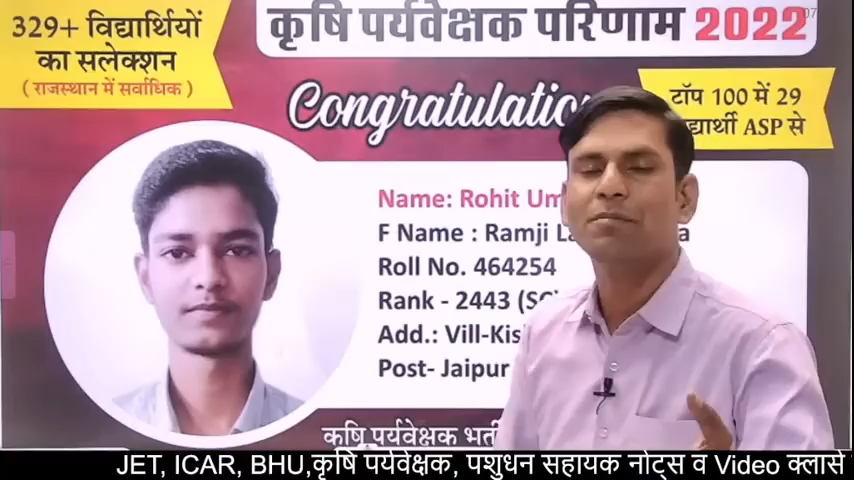 329+ विद्यार्थियों
का सलेक्शन
( राजस्थान में सर्वाधिक )
कृषि पर्यवेक्षक परिणाम 2022
07
Congratulatio
टॉप 100 में 29
द्यार्थी ASP से
Name: Rohit Um
F Name : Ramji La a
Roll No. 464254
Rank - 2443 (SC)
Add.: Vill-Kis
Post- Jaipur
कृषि पर्यवेक्षक भर्ती
JET, ICAR, BHU,कृषि पर्यवेक्षक, पशुधन सहायक नोट्स व Video क्लासे